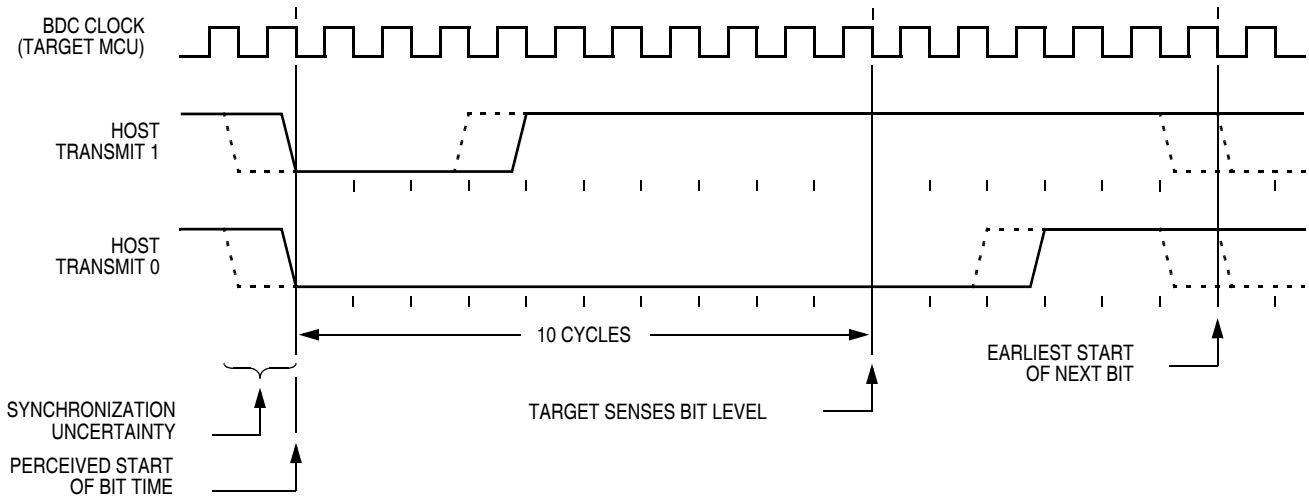 BDC CLOCK
(TARGET MCU)
HOST
TRANSMIT 1
HOST
TRANSMIT 0
10 CYCLES
EARLIEST START
OF NEXT BIT
SYNCHRONIZATION
UNCERTAINTY
TARGET SENSES BIT LEVEL
PERCEIVED START
OF BIT TIME